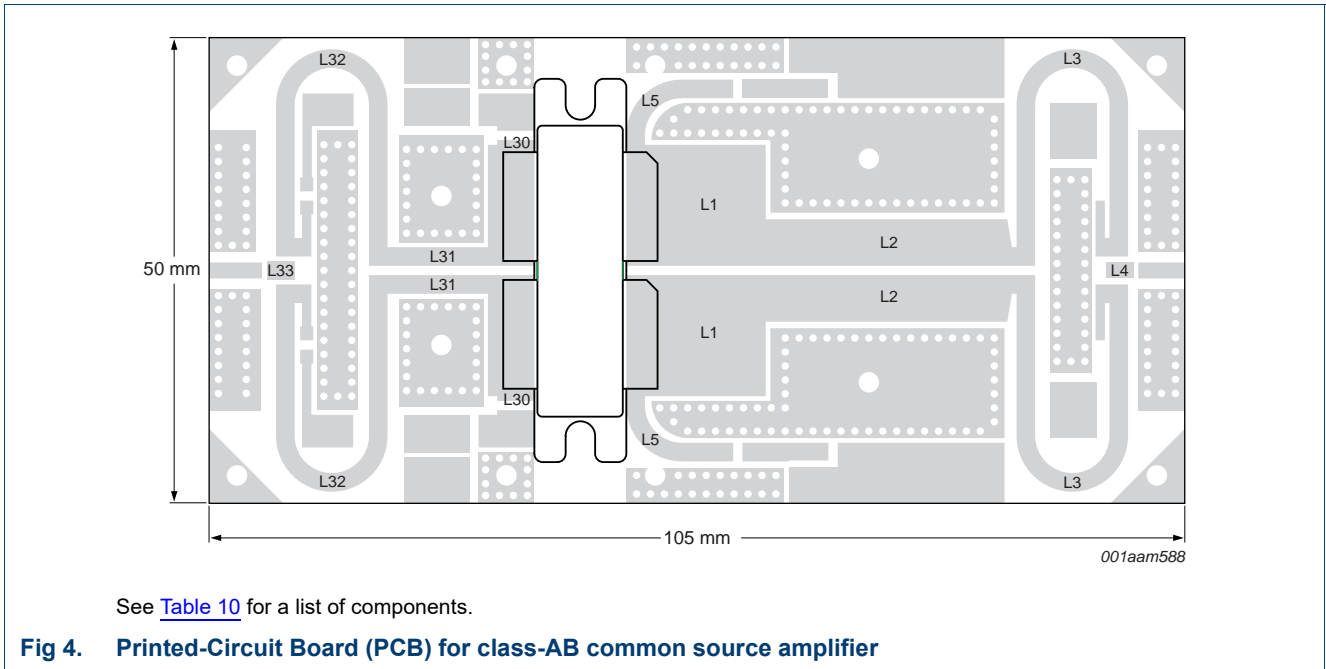 L32
L3
L5
L30
L1
L31
L2
50 mm
L33
L4
L31
L2
L1
L30
L5
L32
L3
105 mm
001aam588
See Table 10 for a list of components.
Fig 4. Printed-Circuit Board (PCB) for class-AB common source amplifier